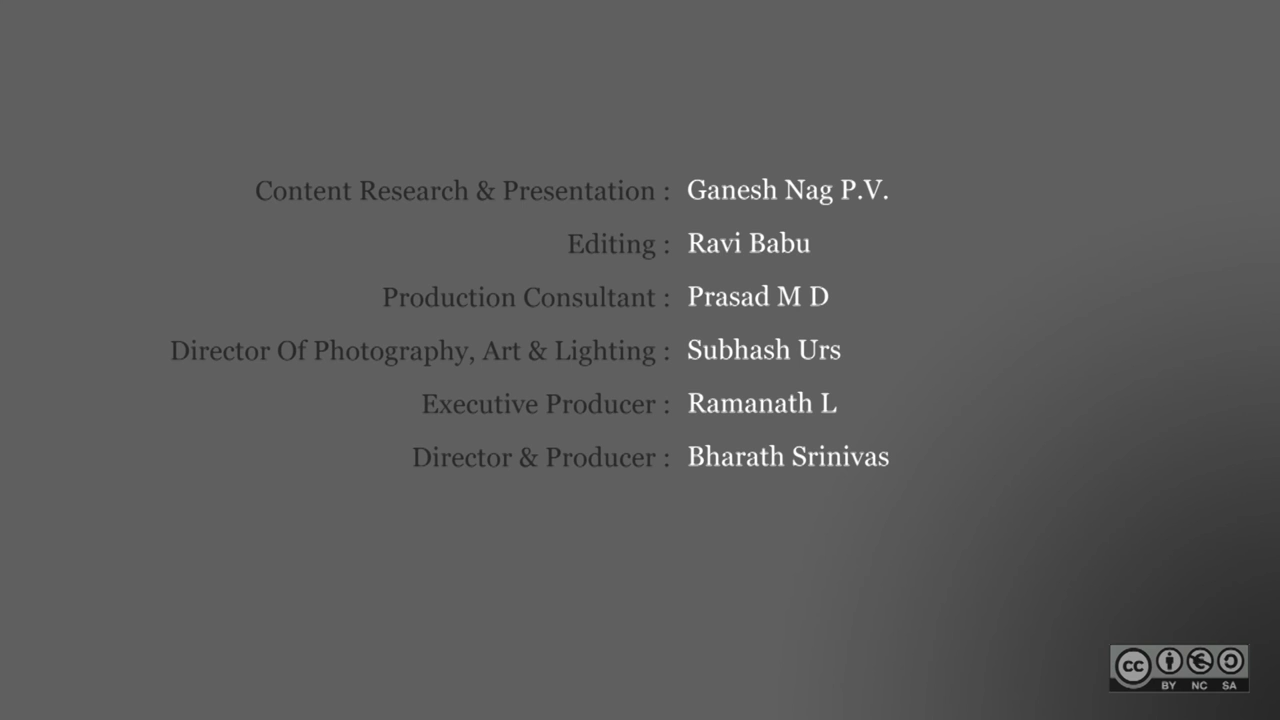 Content Research & Presentation : Ganesh Nag P.V.
Editing : Ravi Babu
Production Consultant : Prasad M D
Director Of Photography, Art & Lighting : Subhash Urs
Executive Producer : Ramanath L
Director & Producer : Bharath Srinivas
cc
BY NC SA